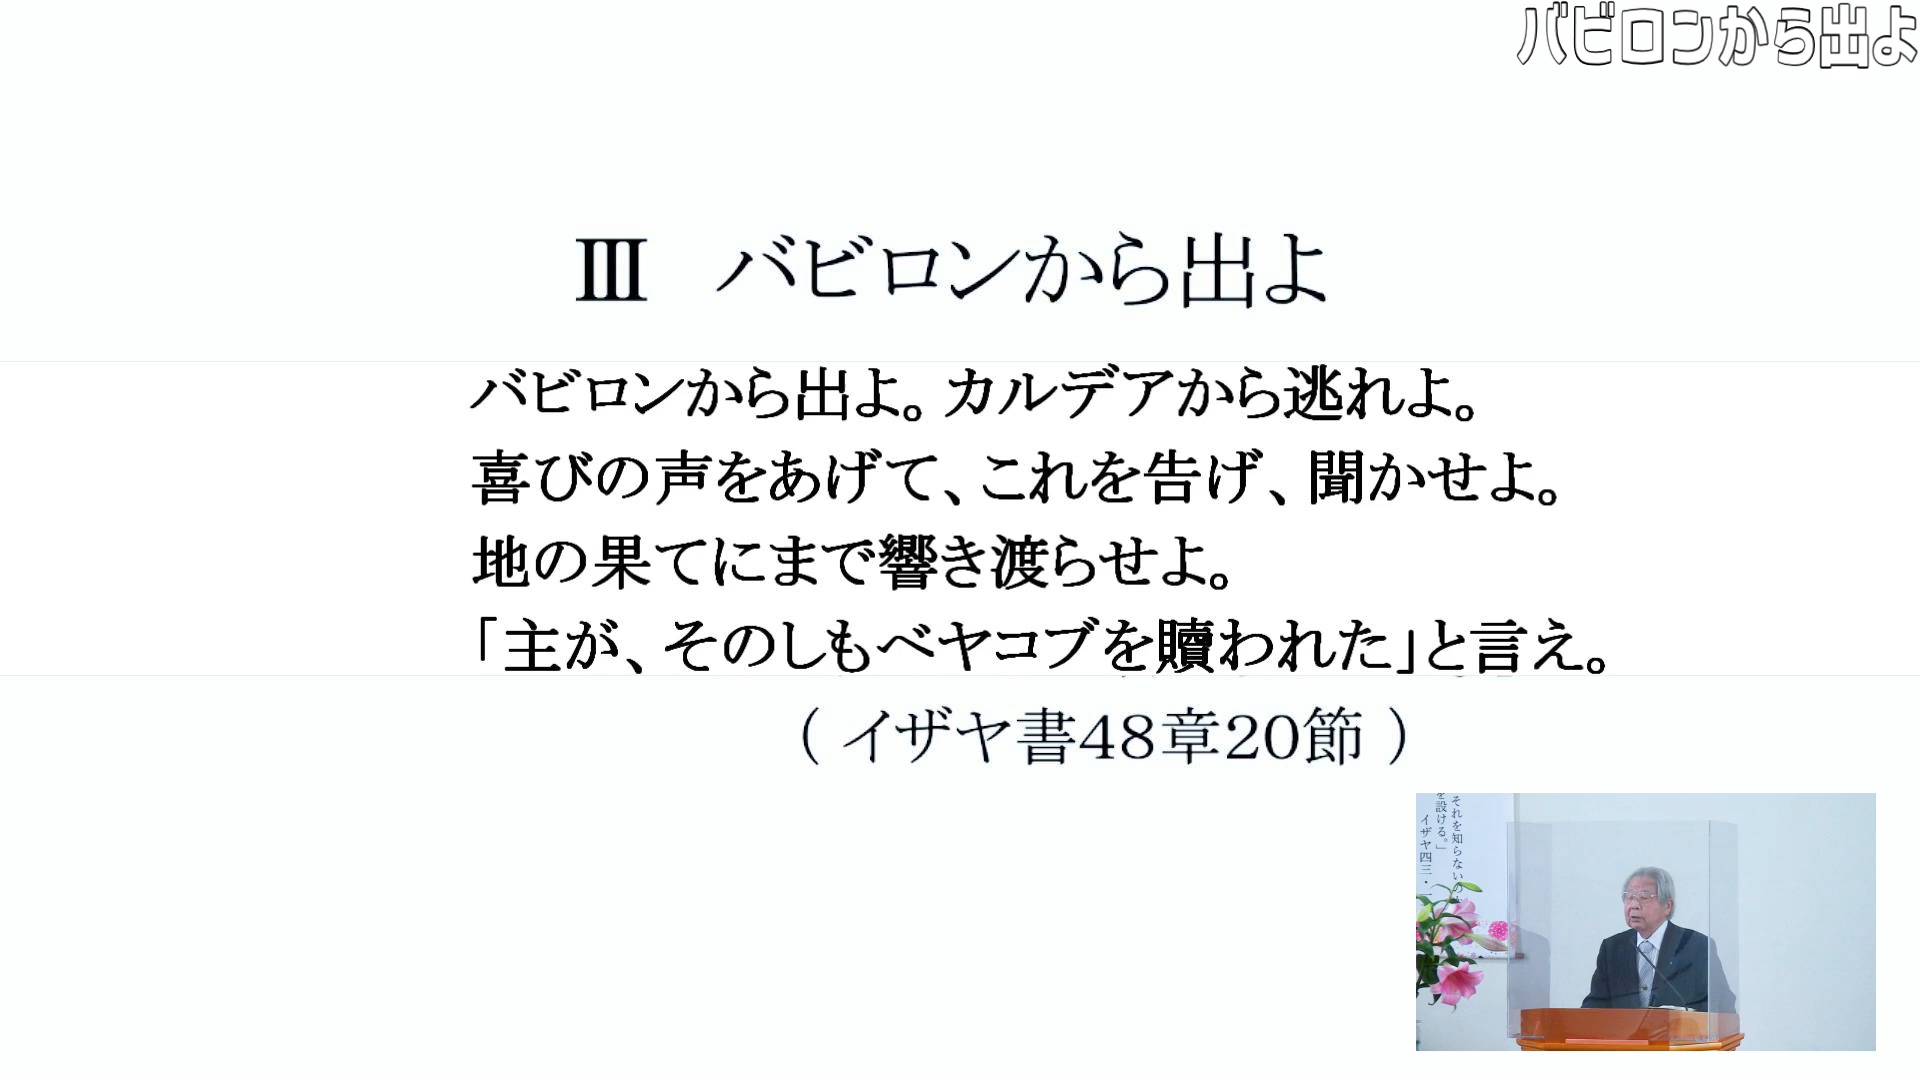 バビロンから出よ
Ⅲ　バビロンから出よ
バビロンから出よ。カルデアから逃れよ。
喜びの声をあげて、これを告げ、聞かせよ。
地の果てにまで響き渡らせよ。
「主が、そのしもべヤコブを贖われた」と言え。
（ イザヤ書48章20節 ）
それを知らないの
を設ける。」
イザヤ四三・一